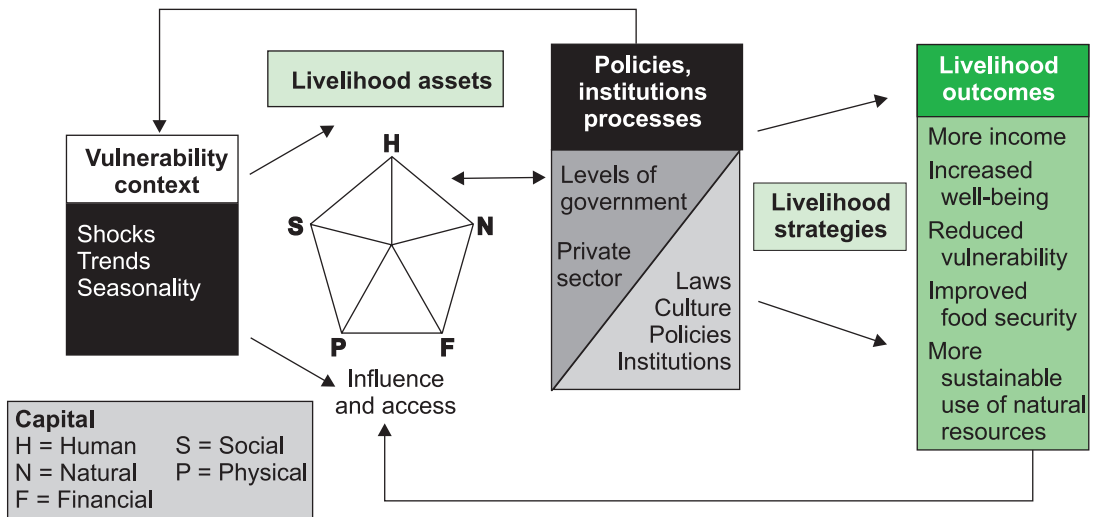 Livelihood assets
Vulnerability
context
Shocks
Trends
Seasonality
H
S
N
P
F
Influence
and access
Policies,
institutions
processes
Levels of
government
Private
sector
Laws
Culture
Policies
Institutions
Livelihood
strategies
Livelihood
outcomes
More income
Increased
well-being
Reduced
vulnerability
Improved
food security
More
sustainable
use of natural
resources
Capital
H = Human S = Social
N = Natural P = Physical
F = Financial